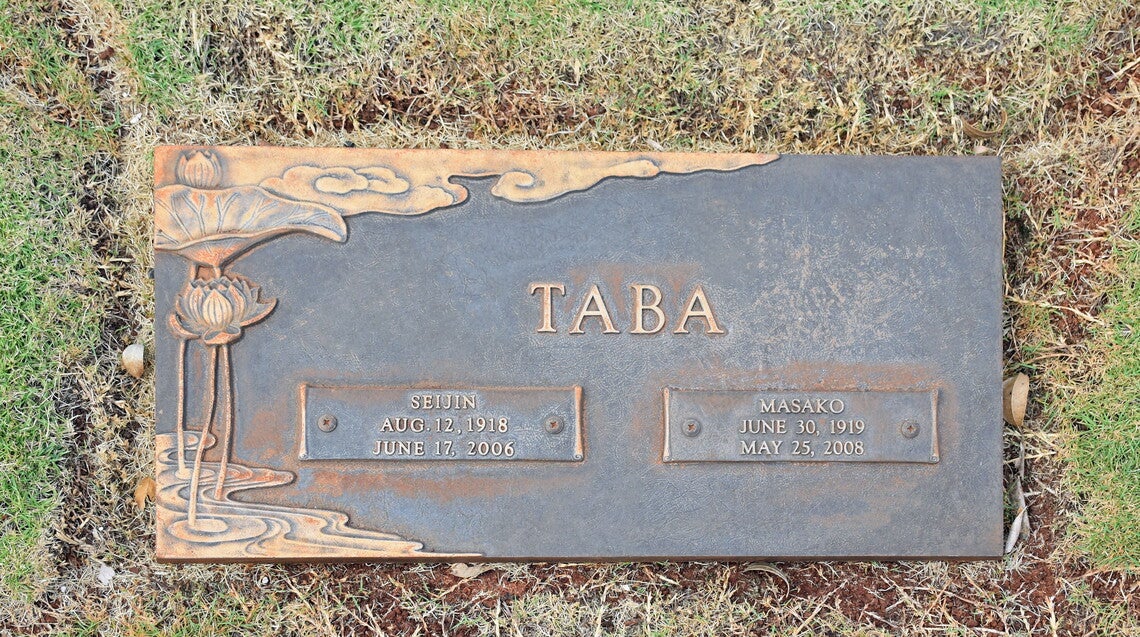 TABA
SEIJIN
AUG. 12, 1918
JUNE 17, 2006
MASAKO
JUNE 30, 1919
MAY 25, 2008